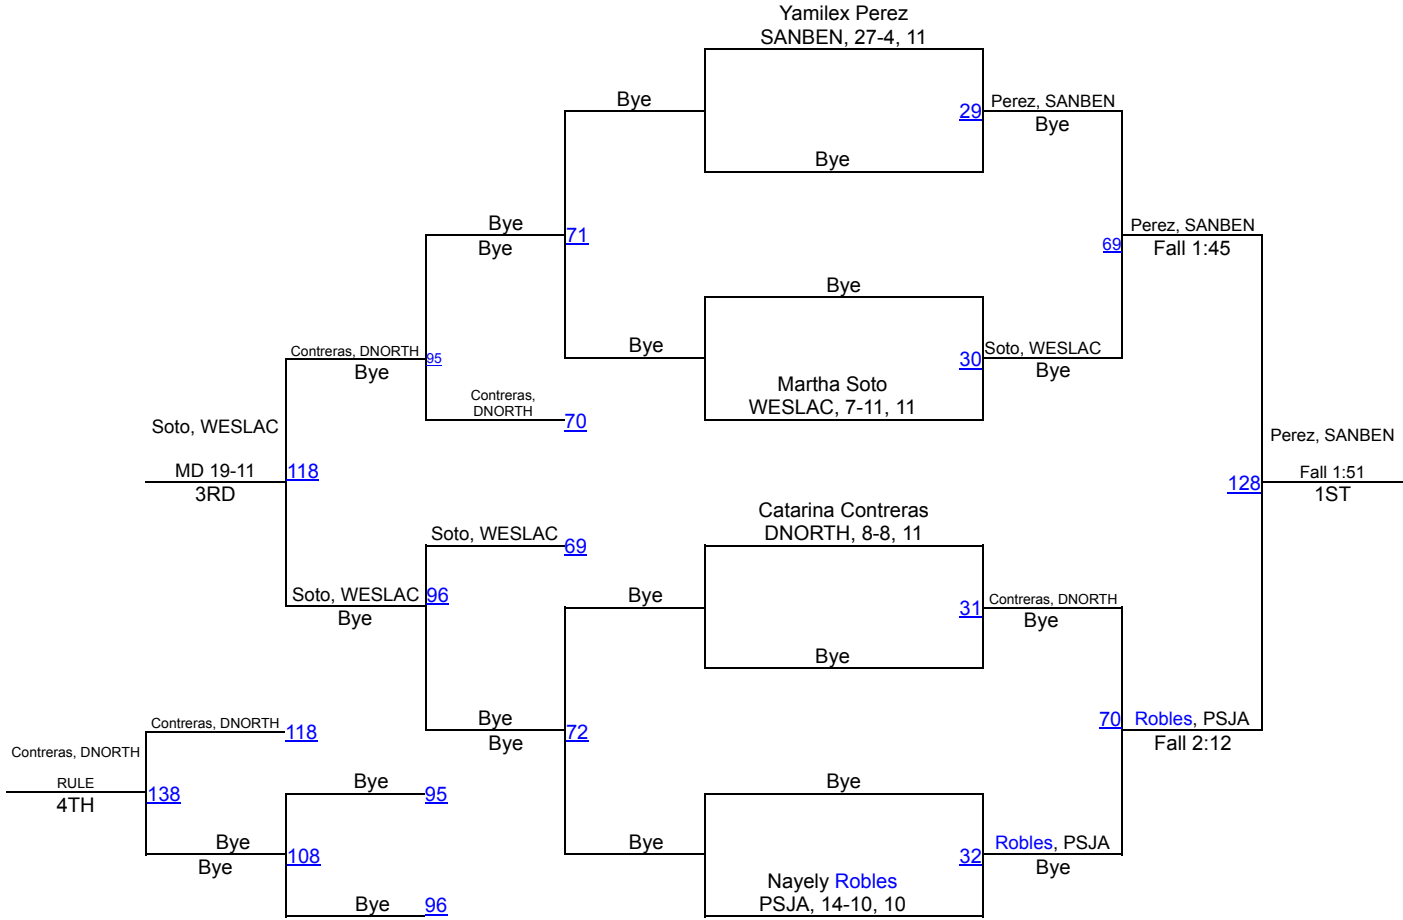 Yamilex Perez
SANBEN, 27-4, 11
Bye
29
Perez, SANBEN
Bye
Bye
Bye
Bye
71
Perez, SANBEN
69
Fall 1:45
Bye
Bye
30
Soto, WESLAC
Bye
Martha Soto
WESLAC, 7-11, 11
Contreras, DNORTH
95
Bye
Contreras,
DNORTH
70
Soto, WESLAC
MD 19-11
118
3RD
Perez, SANBEN
Fall 1:51
128
1ST
Catarina Contreras
DNORTH, 8-8, 11
Soto, WESLAC
69
Soto, WESLAC
96
Bye
Bye
31
Contreras, DNORTH
Bye
Bye
Bye
Bye
72
70
Robles, PSJA
Fall 2:12
Contreras, DNORTH
118
Contreras, DNORTH
RULE
138
4TH
Bye
95
Bye
Bye
Bye
108
Bye
32
Robles, PSJA
Bye
Nayely Robles
PSJA, 14-10, 10
Bye
96